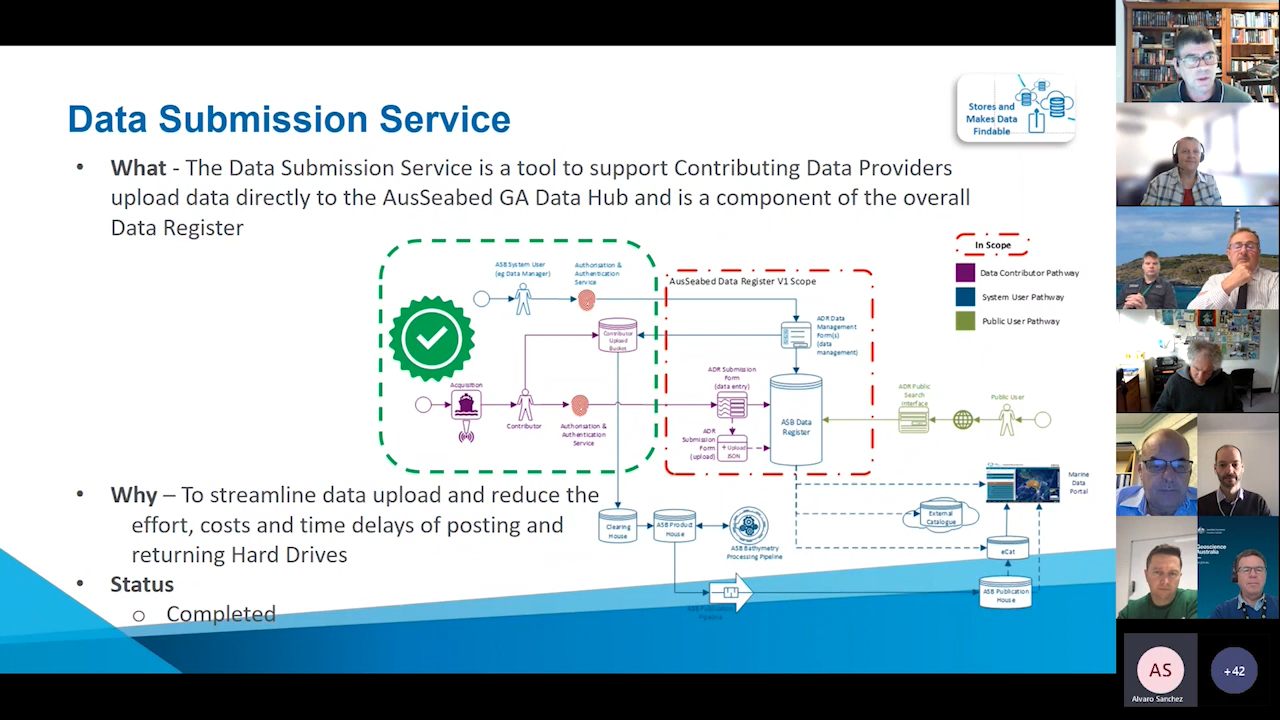 Data Submission Service
Stores and
Makes Data
Findable
• What - The Data Submission Service is a tool to support Contributing Data Providers
upload data directly to the AusSeabed GA Data Hub and is a component of the overall
Data Register
In Scope
Data Contributor Pathway
System User Pathway
Public User Pathway
ASB System User
(eg Data Manager)
Authorisation &
Authentication
Service
AusSeabed Data Register V1 Scope
Contributor
Upload
Bucket
ADR Data
Management
Form(s)
(data
management)
Acquisition
Contributor
Authorisation &
Authentication
Service
ADR Submission
Form
(data entry)
ADR
Submission
Form
(upload)
+ Upload
JSON
ASB Data
Register
ADR Public
Search
Interface
Public User
• Why – To streamline data upload and reduce the
effort, costs and time delays of posting and
returning Hard Drives
Clearing
House
ASB Product
House
ASB Bathymetry
Processing Pipeline
External
Catalogue
Marine
Data
Portal
eCat
ASB Publication
House
ASB Publication
Pipeline
• Status
o Completed
Geoscience
Australia
AS
Alvaro Sanchez
+42